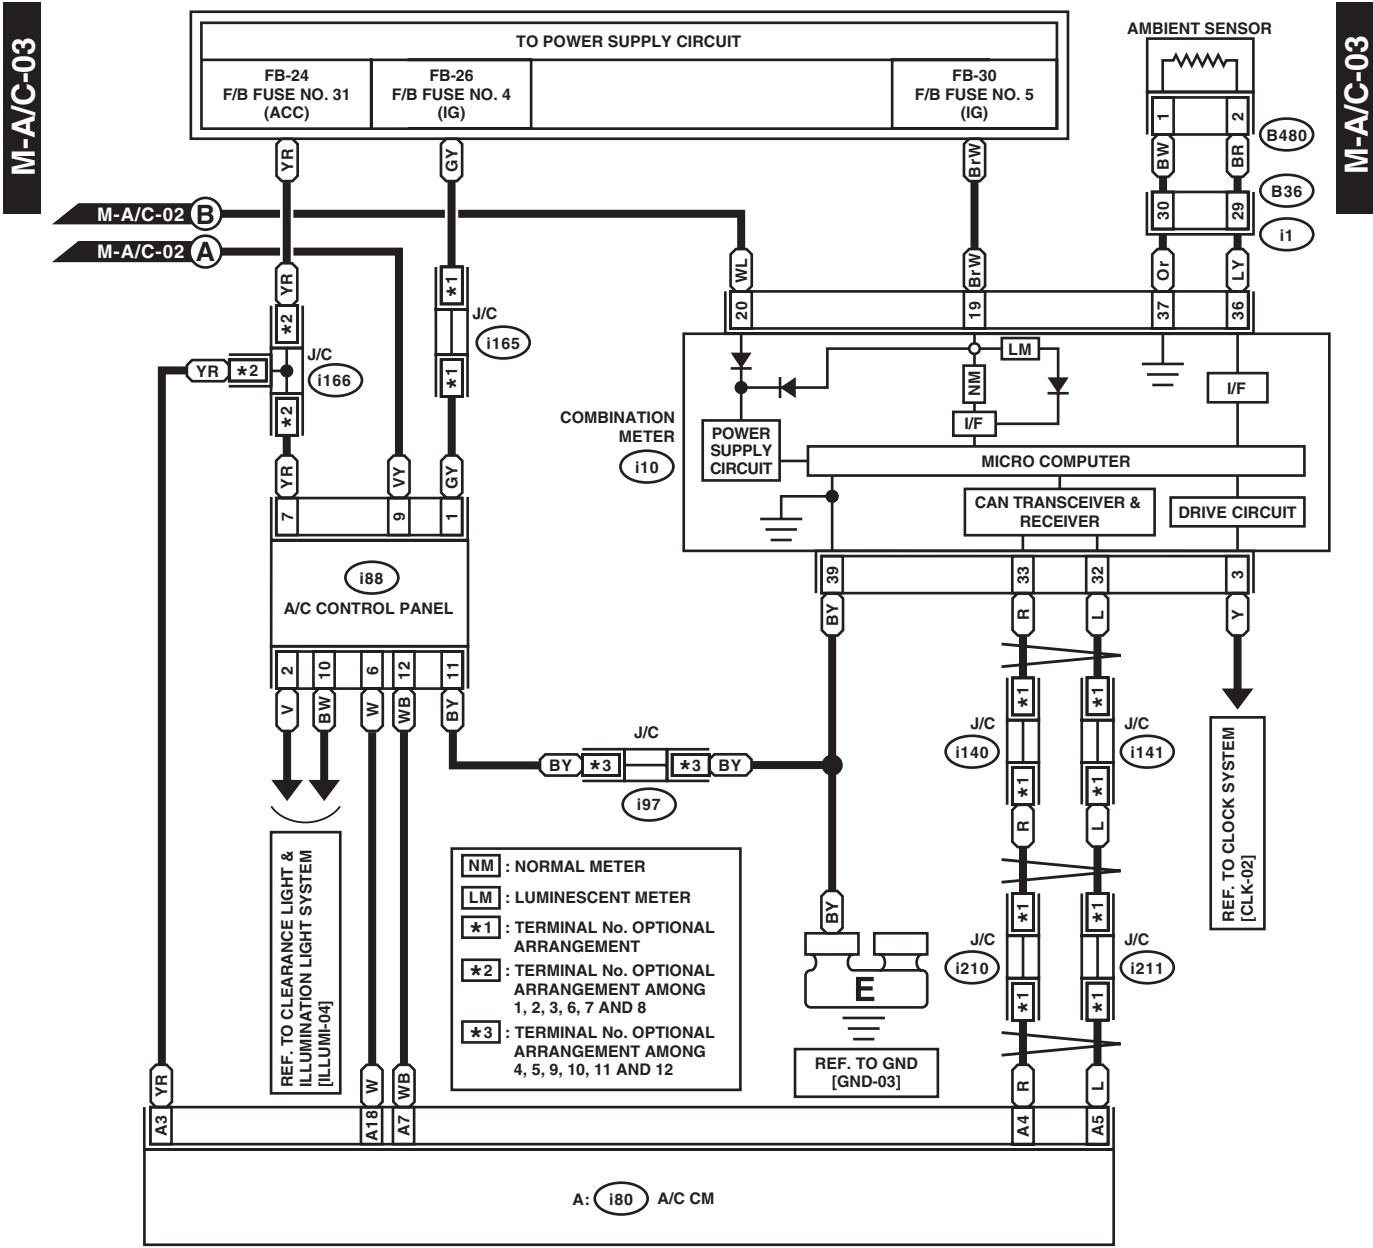 M-A/C-03
M-A/C-03
TO POWER SUPPLY CIRCUIT
FB-24
F/B FUSE NO. 31
(ACC)
FB-26
F/B FUSE NO. 4
(IG)
FB-30
F/B FUSE NO. 5
(IG)
AMBIENT SENSOR
1
2
B480
BW
BR
B36
30
29
i1
Or
LY
YR
GY
BrW
M-A/C-02 B
M-A/C-02 A
WL
BrW
YR
*1
J/C
i165
*1
*2
J/C
i166
YR
*2
*2
YR
VY
GY
7
9
1
i88
A/C CONTROL PANEL
2
10
6
12
11
V
BW
W
WB
BY
20
19
37
36
LM
NM
I/F
I/F
COMBINATION
METER
i10
POWER
SUPPLY
CIRCUIT
MICRO COMPUTER
CAN TRANSCEIVER &
RECEIVER
DRIVE CIRCUIT
39
33
32
3
BY
R
L
Y
J/C
BY
*3
*3
BY
i97
*1
*1
J/C
i140
J/C
i141
*1
*1
R
L
*1
*1
J/C
i210
J/C
i211
*1
*1
R
L
REF. TO CLOCK SYSTEM
[CLK-02]
REF. TO CLEARANCE LIGHT &
ILLUMINATION LIGHT SYSTEM
[ILLUMI-04]
NM : NORMAL METER
LM : LUMINESCENT METER
*1 : TERMINAL No. OPTIONAL
ARRANGEMENT
*2 : TERMINAL No. OPTIONAL
ARRANGEMENT AMONG
1, 2, 3, 6, 7 AND 8
*3 : TERMINAL No. OPTIONAL
ARRANGEMENT AMONG
4, 5, 9, 10, 11 AND 12
BY
E
REF. TO GND
[GND-03]
YR
W
WB
A3
A18
A7
A4
A5
A: i80 A/C CM